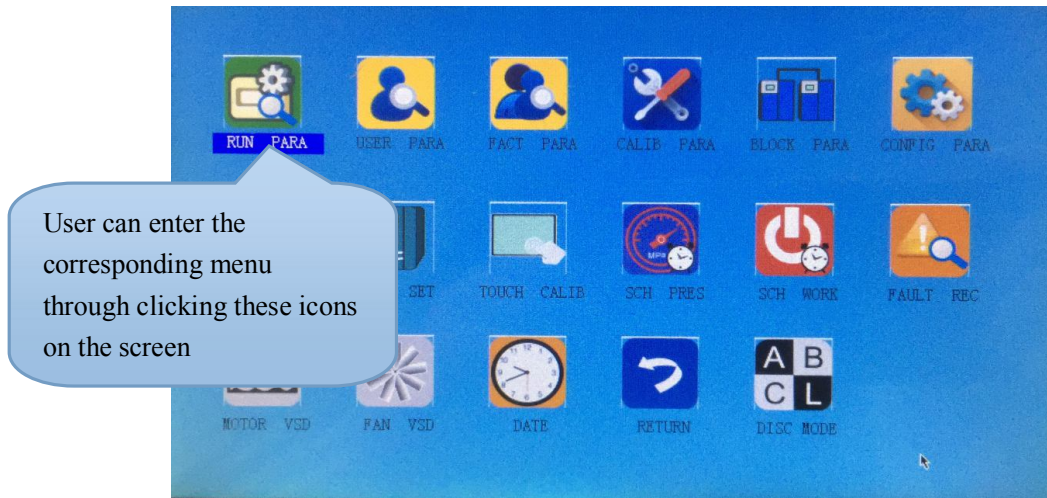 RUN PARA USER PARA FACT PARA CALIB PARA BLOCK PARA CONFIG PARA
User can enter the
corresponding menu
through clicking these icons
on the screen
SET TOUCH CALIB SCH PRES SCH WORK FAULT REC
MPa
A B
C L
MOTOR VSD FAN VSD DATE RETURN DISC MODE